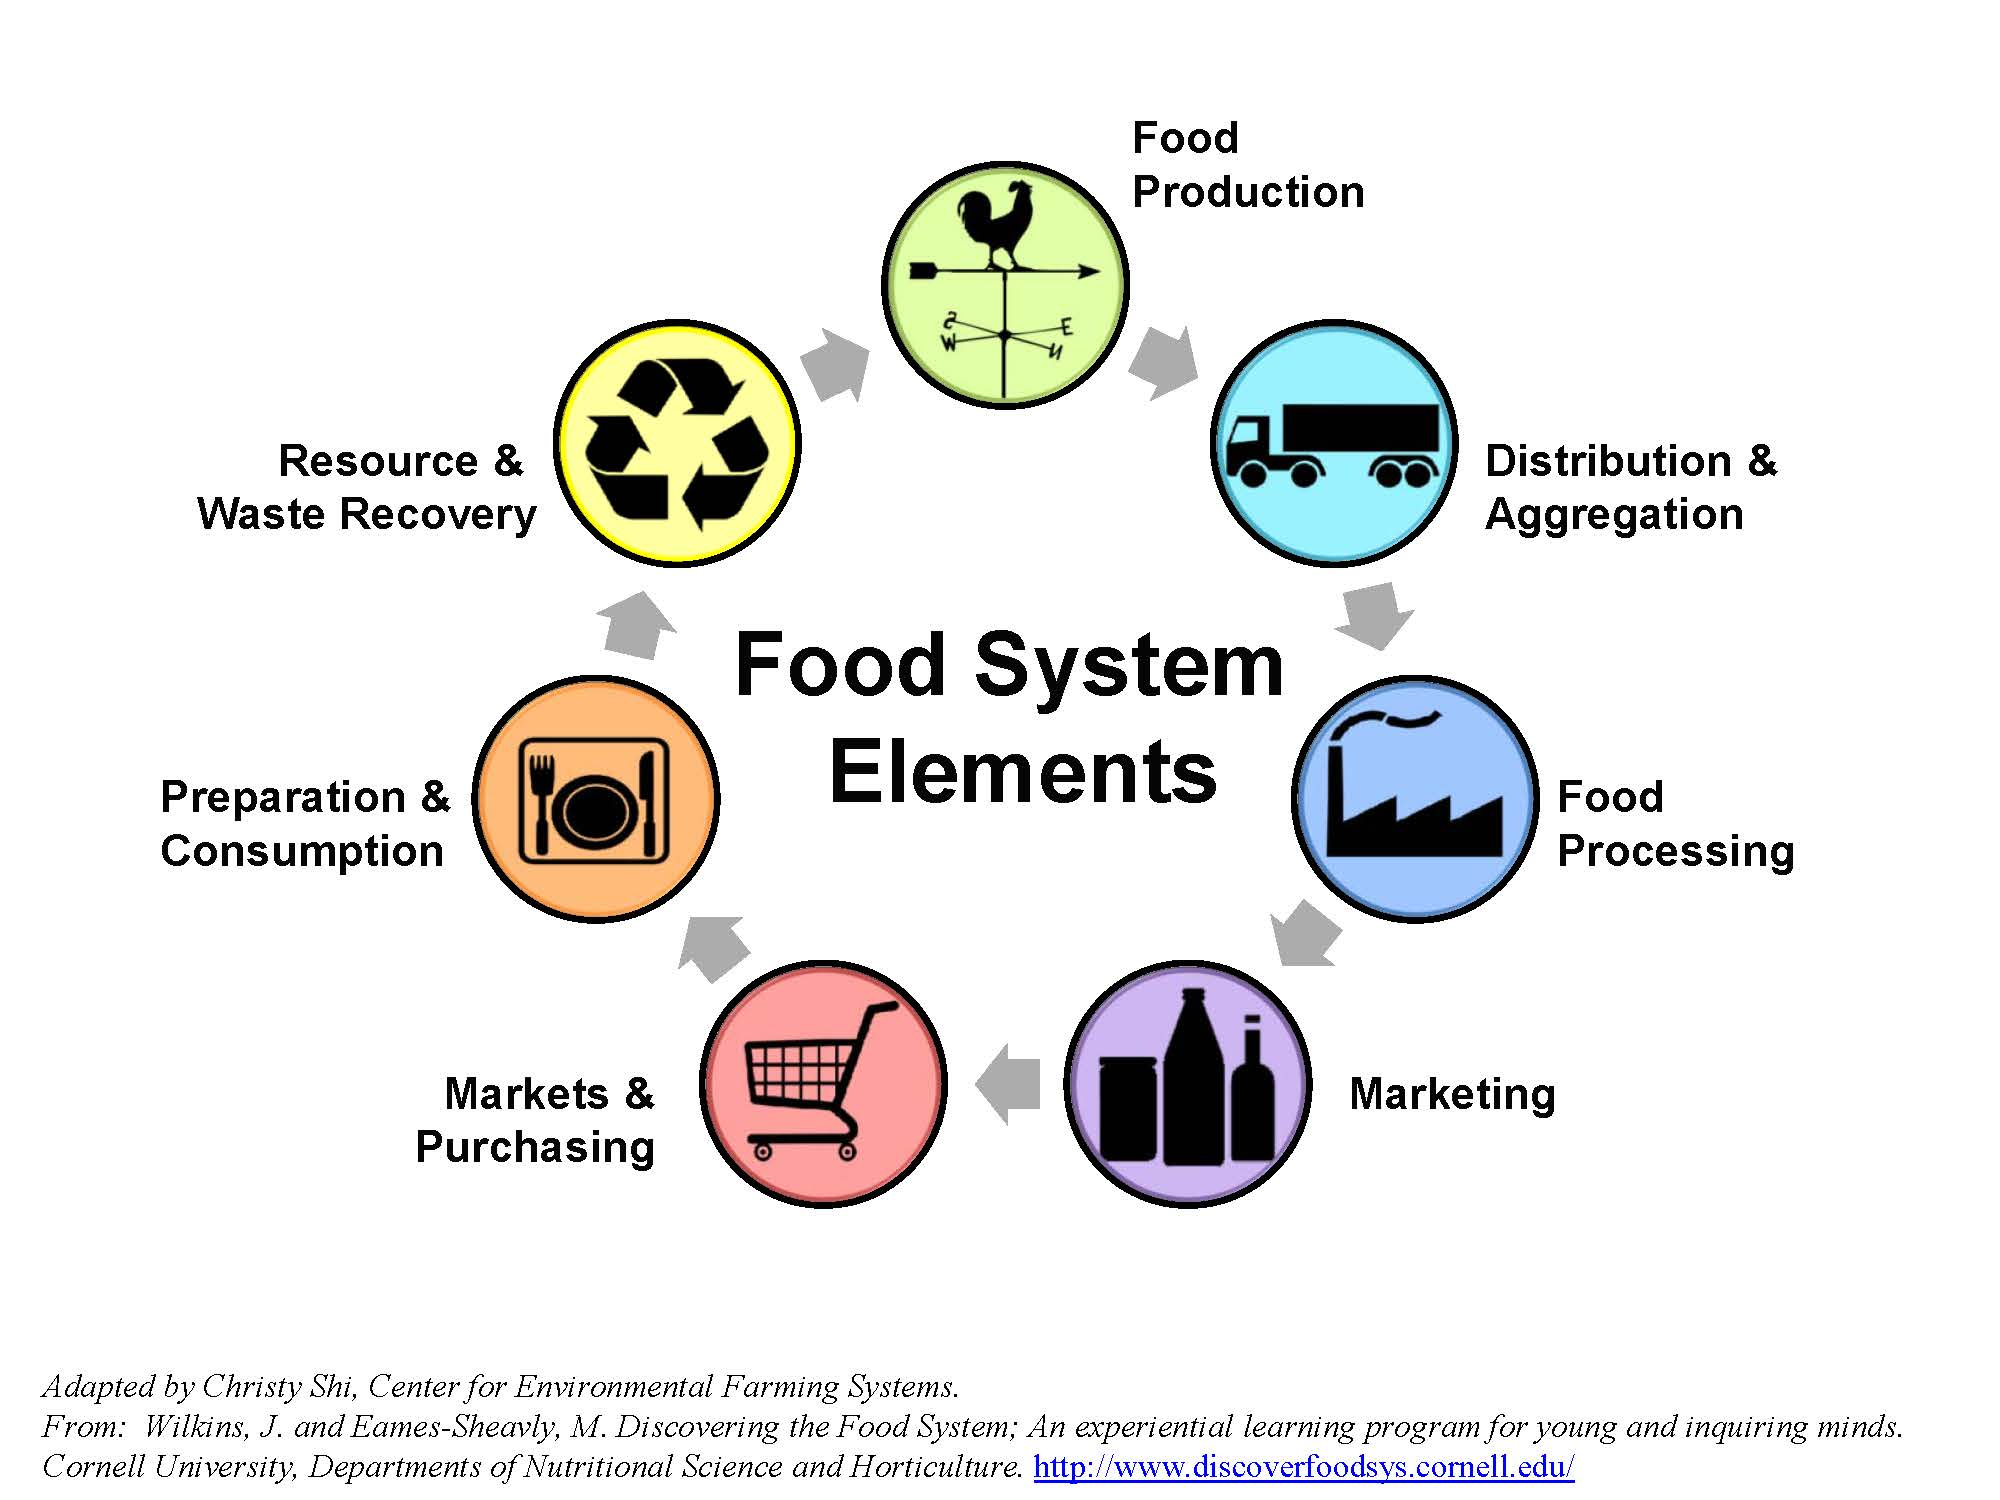 Food
Production
Distribution &
Aggregation
Food
Processing
Marketing
Markets &
Purchasing
Preparation &
Consumption
Resource &
Waste Recovery
Food System
Elements
S
E
W
N
Adapted by Christy Shi, Center for Environmental Farming Systems.
From:  Wilkins, J. and Eames-Sheavly, M. Discovering the Food System; An experiential learning program for young and inquiring minds.
Cornell University, Departments of Nutritional Science and Horticulture. http://www.discoverfoodsys.cornell.edu/